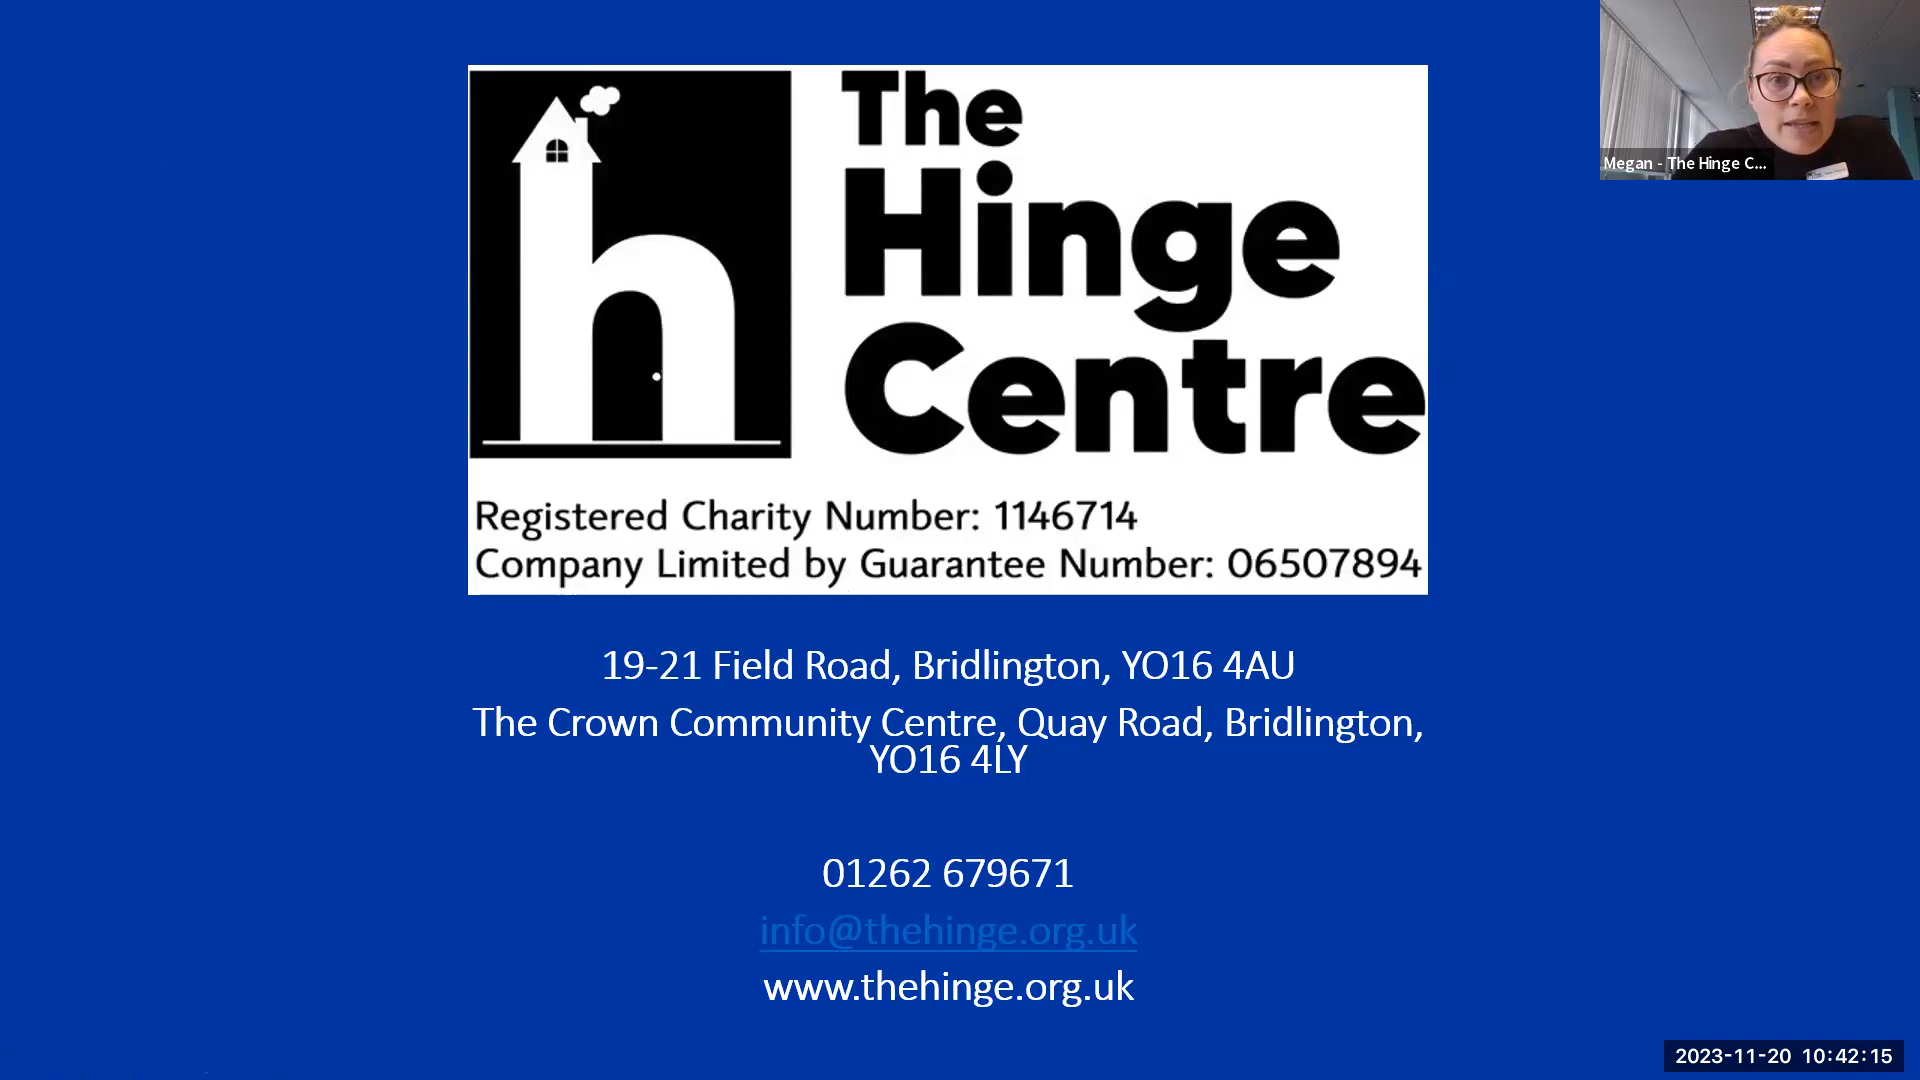 The
Hinge
Centre
Registered Charity Number: 1146714
Company Limited by Guarantee Number: 06507894
19-21 Field Road, Bridlington, YO16 4AU
The Crown Community Centre, Quay Road, Bridlington,
YO16 4LY
01262 679671
info@thehinge.org.uk
www.thehinge.org.uk
Megan - The Hinge C...
2023-11-20 10:42:15